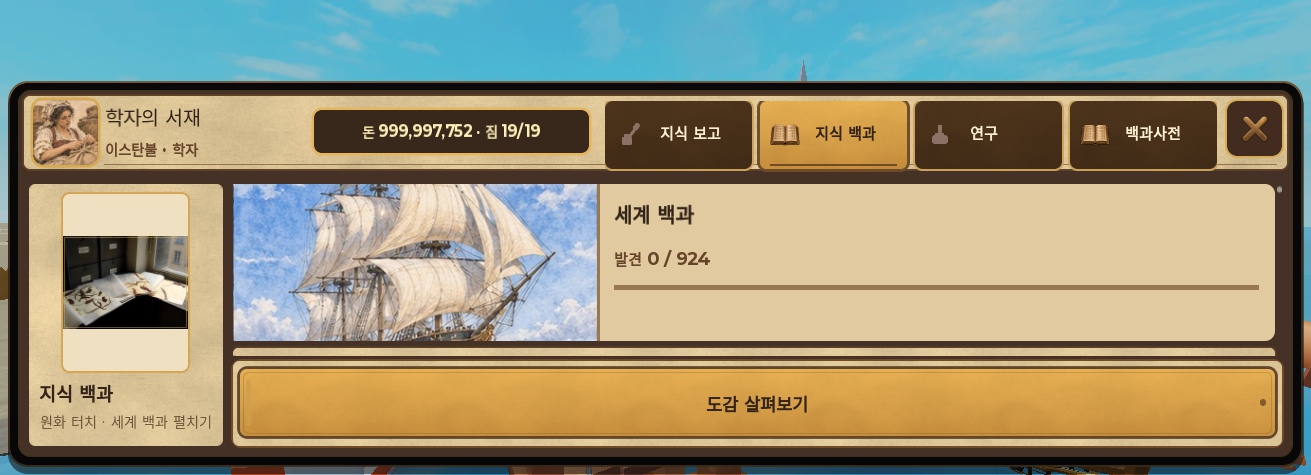 학자의 서재
이스탄불 • 학자
돈 999,997,752 · 짐 19/19
지식 보고
지식 백과
연구
백과사전
세계 백과
발견 0 / 924
지식 백과
원화 터치 · 세계 백과 펼치기
도감 살펴보기